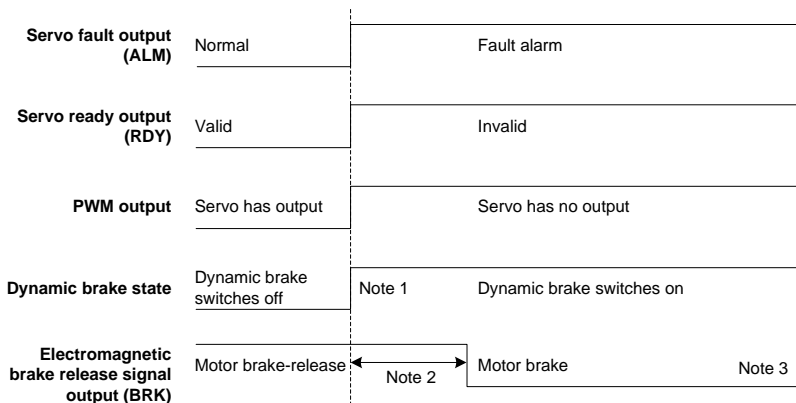 Servo fault output
(ALM)
Normal
Fault alarm
Servo ready output
(RDY)
Valid
Invalid
PWM output
Servo has output
Servo has no output
Dynamic brake state
Dynamic brake
switches off
Note 1
Dynamic brake switches on
Electromagnetic
brake release signal
output (BRK)
Motor brake-release
Note 2
Motor brake
Note 3